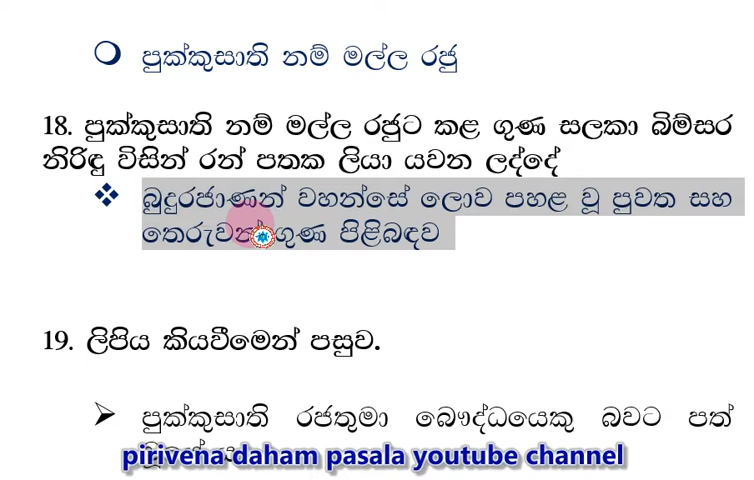 පුක්කුසාති නම් මල්ල රජු
18. පුක්කුසාති නම් මල්ල රජුට කළ ගුණ සලකා බිම්සර
නිරිඳු විසින් රන් පතක ලියා යවන ලද්දේ
බුදුරජාණන් වහන්සේ ලොව පහළ වූ පුවත සහ
තෙරුවන් ගුණ පිළිබඳව
19. ලිපිය කියවීමෙන් පසුව.
පුක්කුසාති රජතුමා බෞද්ධයෙකු බවට පත්
pirivena daham pasala youtube channel